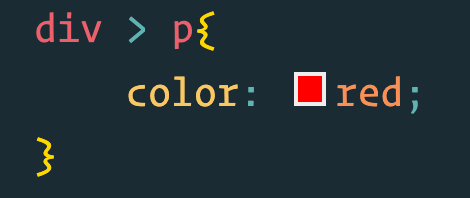 div > p{
color: red;
}